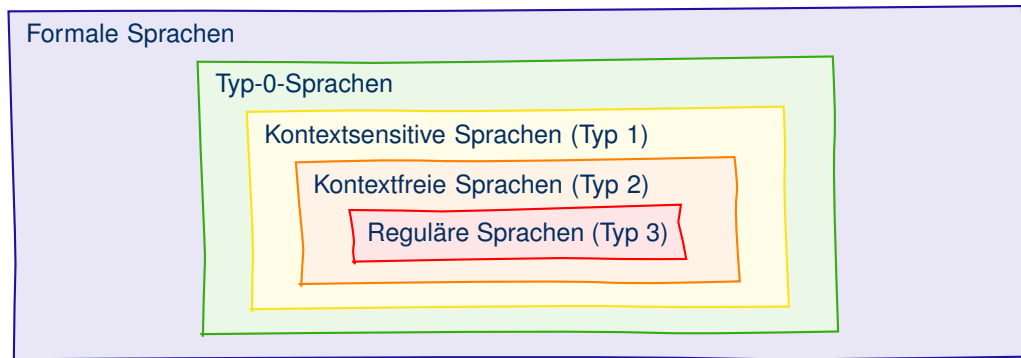 Formale Sprachen
Typ-0-Sprachen
Kontextsensitive Sprachen (Typ 1)
Kontextfreie Sprachen (Typ 2)
Reguläre Sprachen (Typ 3)